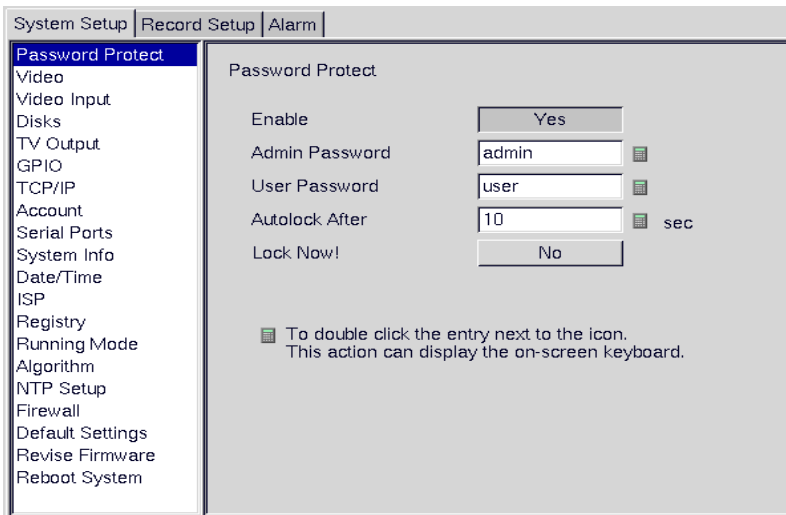 System Setup Record Setup Alarm
Password Protect
Video
Video Input
Disks
TV Output
GPIO
TCP/IP
Account
Serial Ports
System Info
Date/Time
ISP
Registry
Running Mode
Algorithm
NTP Setup
Firewall
Default Settings
Revise Firmware
Reboot System
Password Protect
Enable Yes
Admin Password admin
User Password user
Autolock After 10 sec
Lock Now! No
To double click the entry next to the icon.
This action can display the on-screen keyboard.